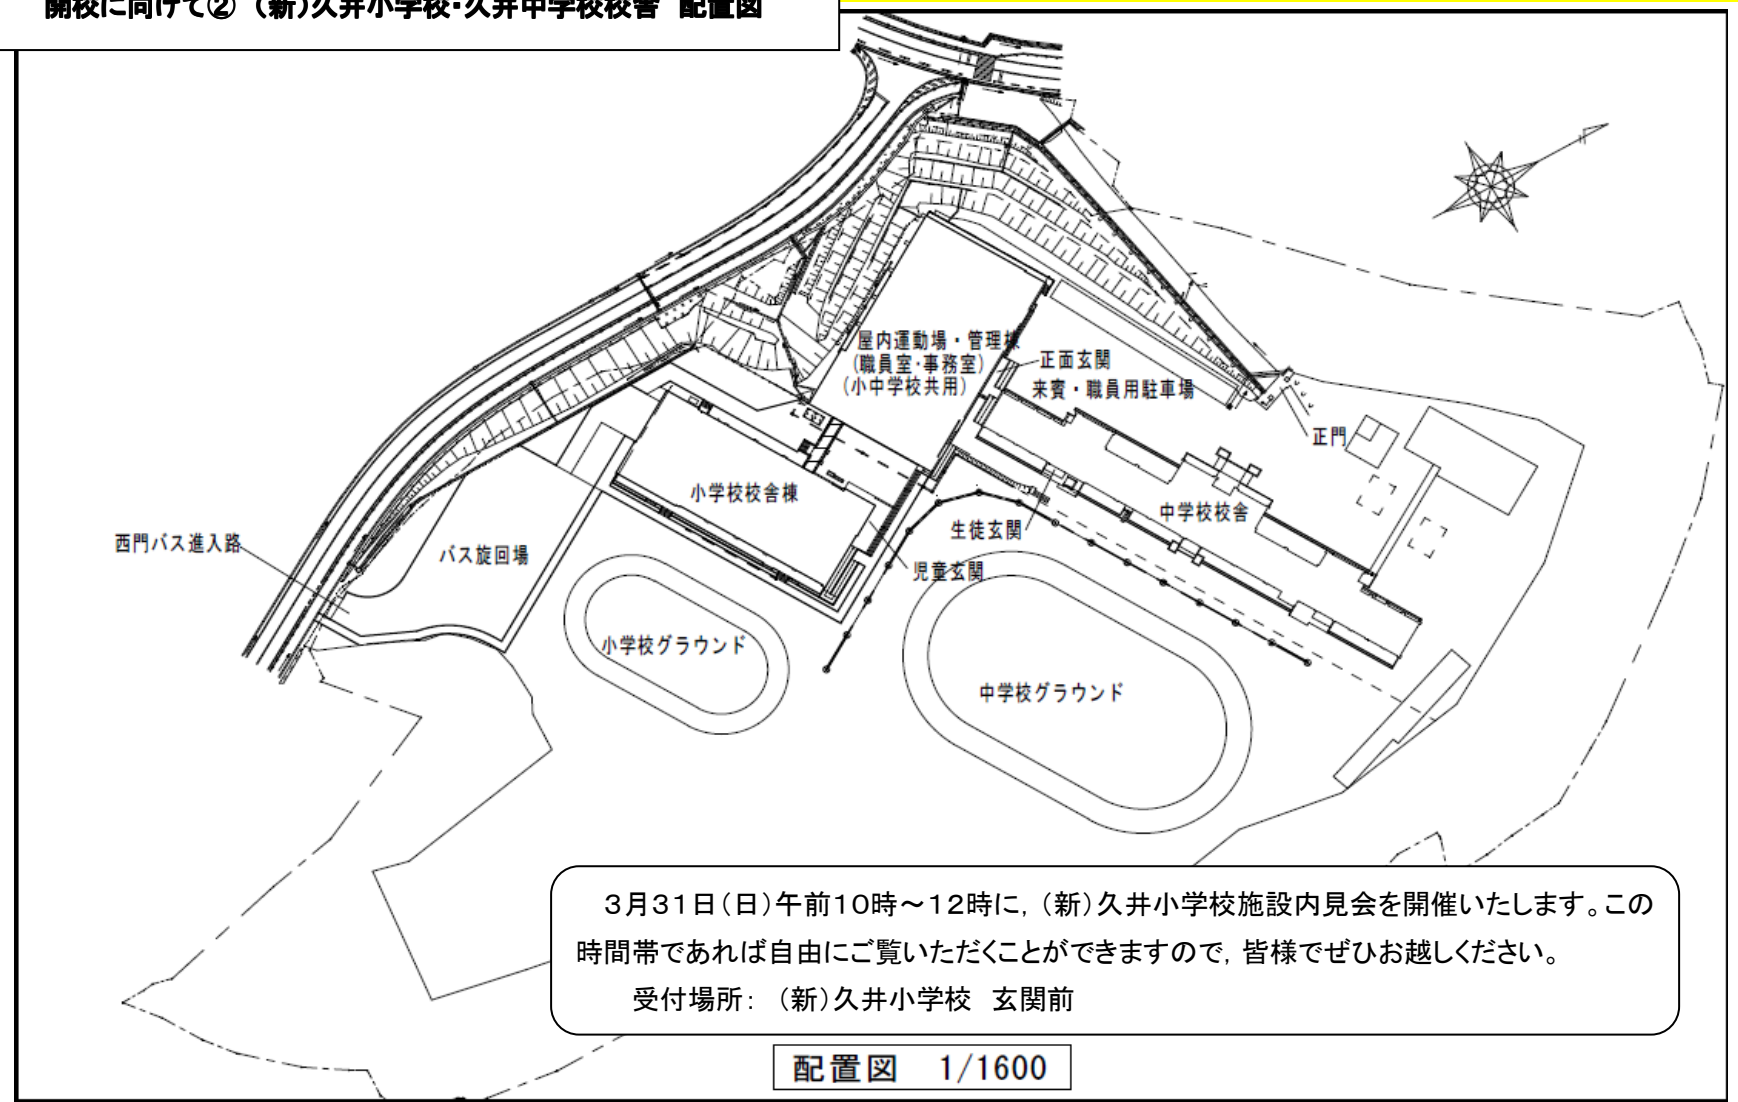 開校に向けて② (新)久井小学校・久井中学校校舎 配置図
屋内運動場・管理棟
(職員室・事務室)
(小中学校共用)
正面玄関
来賓・職員用駐車場
正門
小学校校舎棟
中学校校舎
西門バス進入路
バス旋回場
生徒玄関
児童玄関
小学校グラウンド
中学校グラウンド
3月31日(日)午前10時~12時に,(新)久井小学校施設内見会を開催いたします。この
時間帯であれば自由にご覧いただくことができますので,皆様でぜひお越しください。
受付場所: (新)久井小学校 玄関前
配置図 1/1600